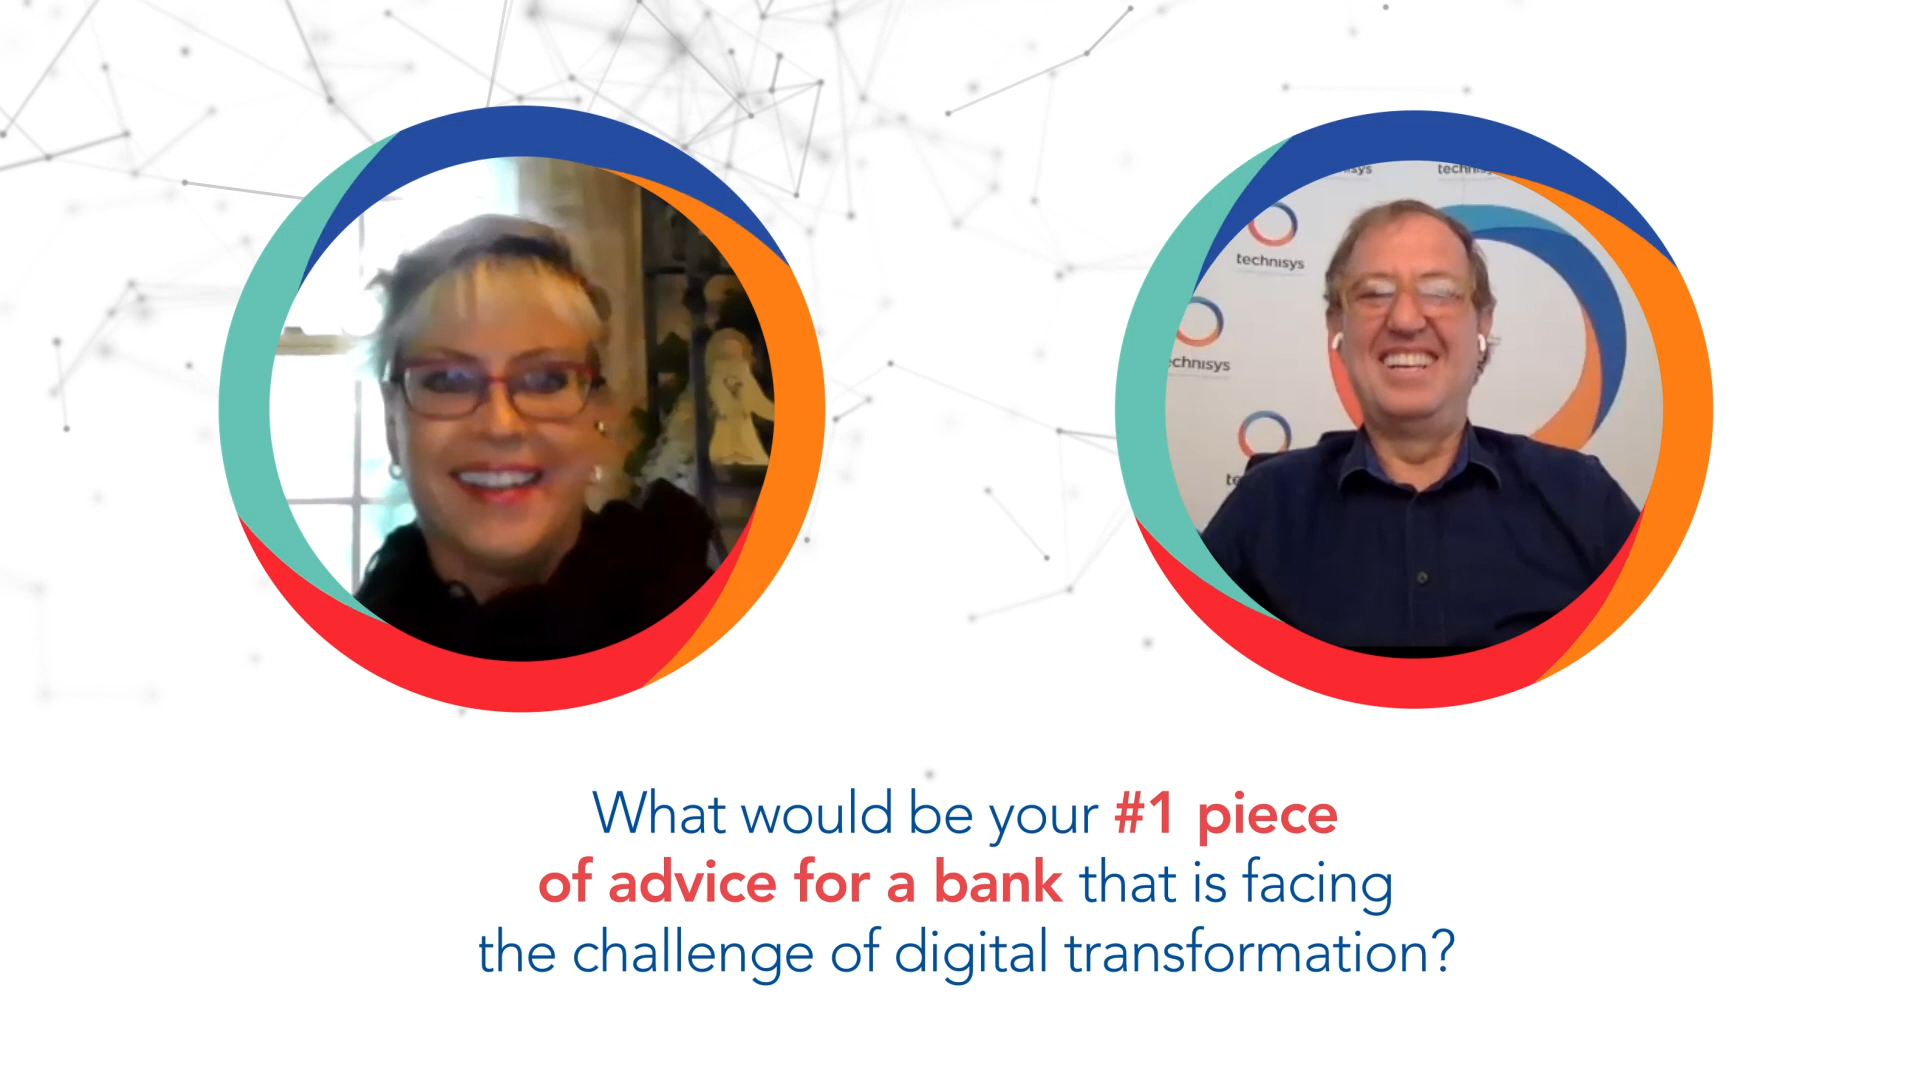 technisys
technisys
What would be your #1 piece
of advice for a bank that is facing
the challenge of digital transformation?